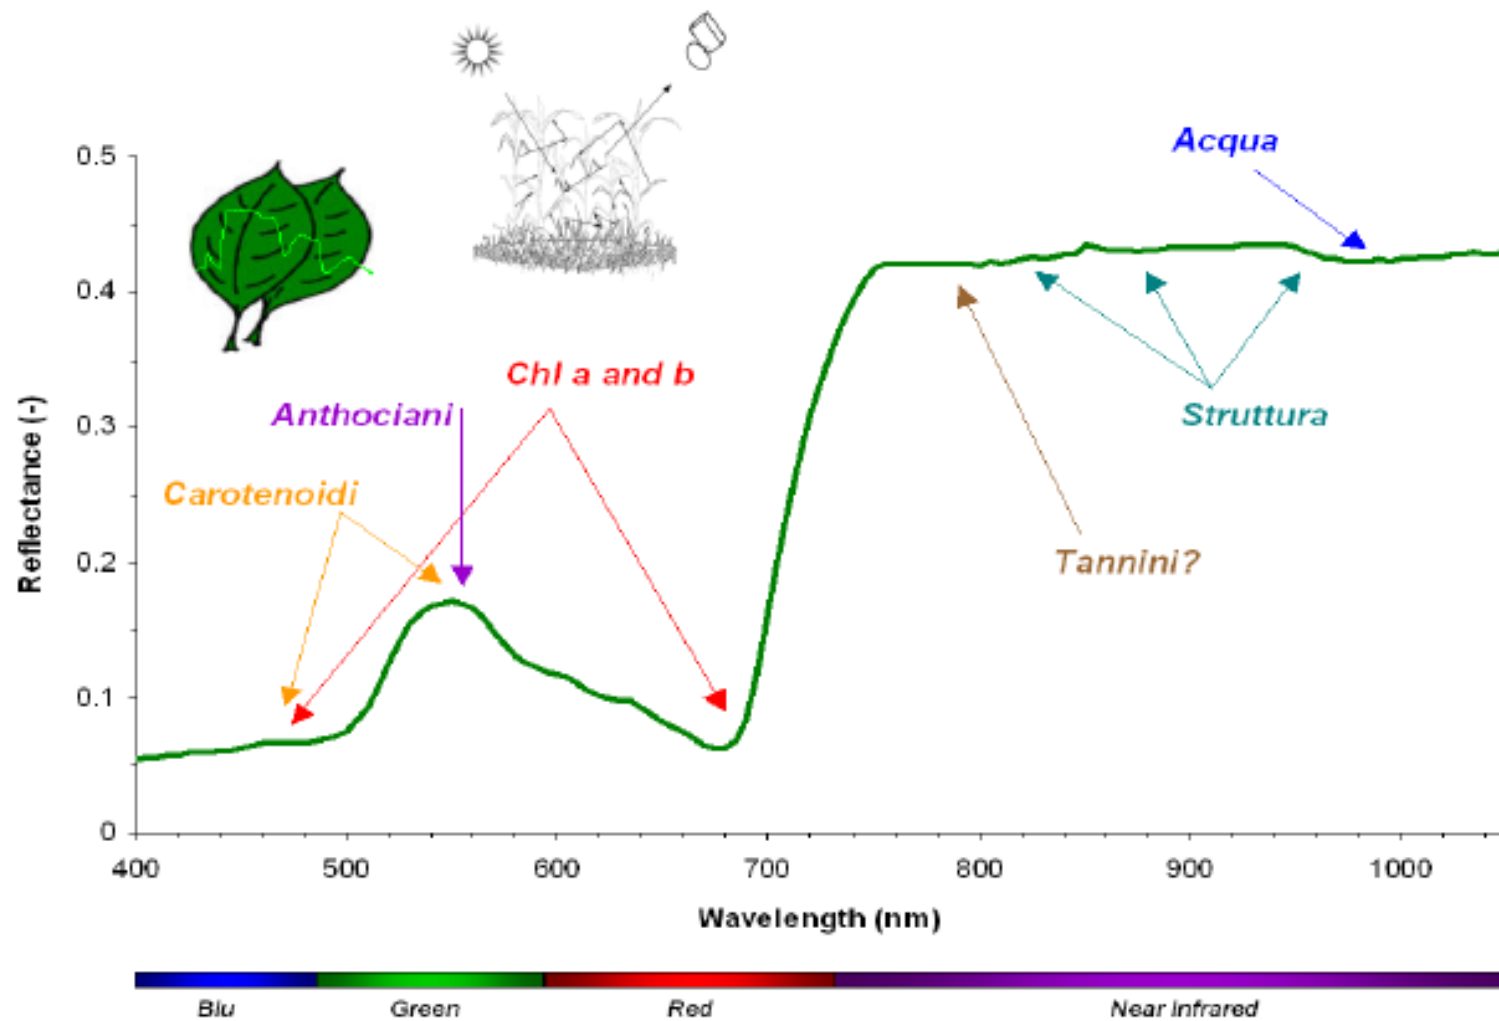 Acqua
0.5
0.4
Chl a and b
Anthociani
Struttura
0.3
Carotenoidi
Reflectance (-)
0.2
Tannini?
0.1
0
400 500 600 700 800 900 1000
Wavelength (nm)
Blu Green Red Near Infrared